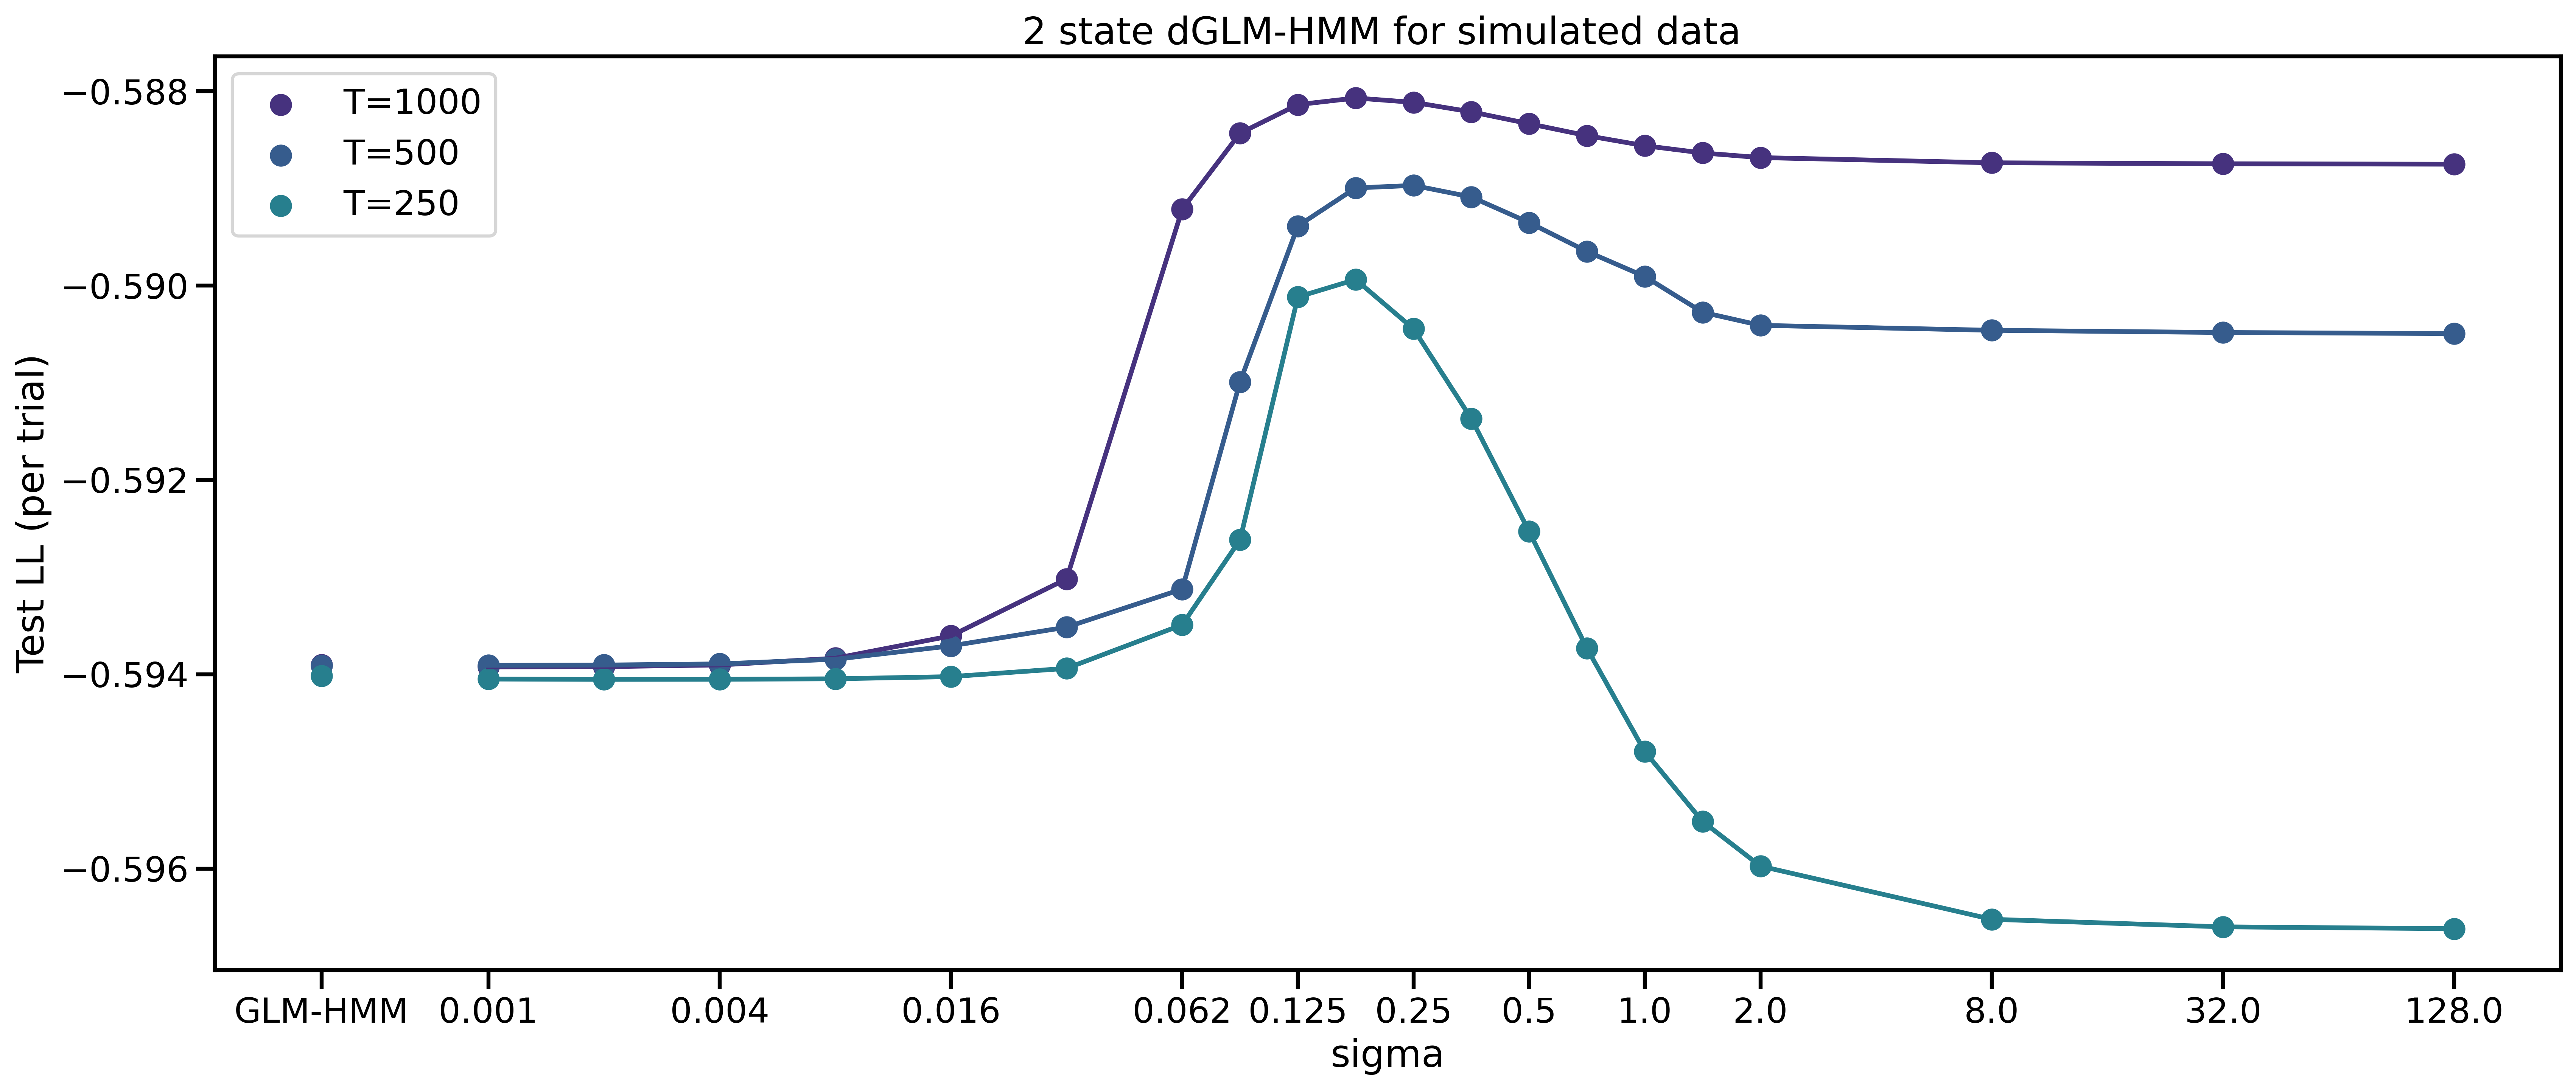 2 state dGLM-HMM for simulated data
T=1000
T=500
T=250
Test LL (per trial)
−0.588
−0.590
−0.592
−0.594
−0.596
GLM-HMM 0.001 0.004 0.016 0.062 0.125 0.25 0.5 1.0 2.0 8.0 32.0 128.0
sigma